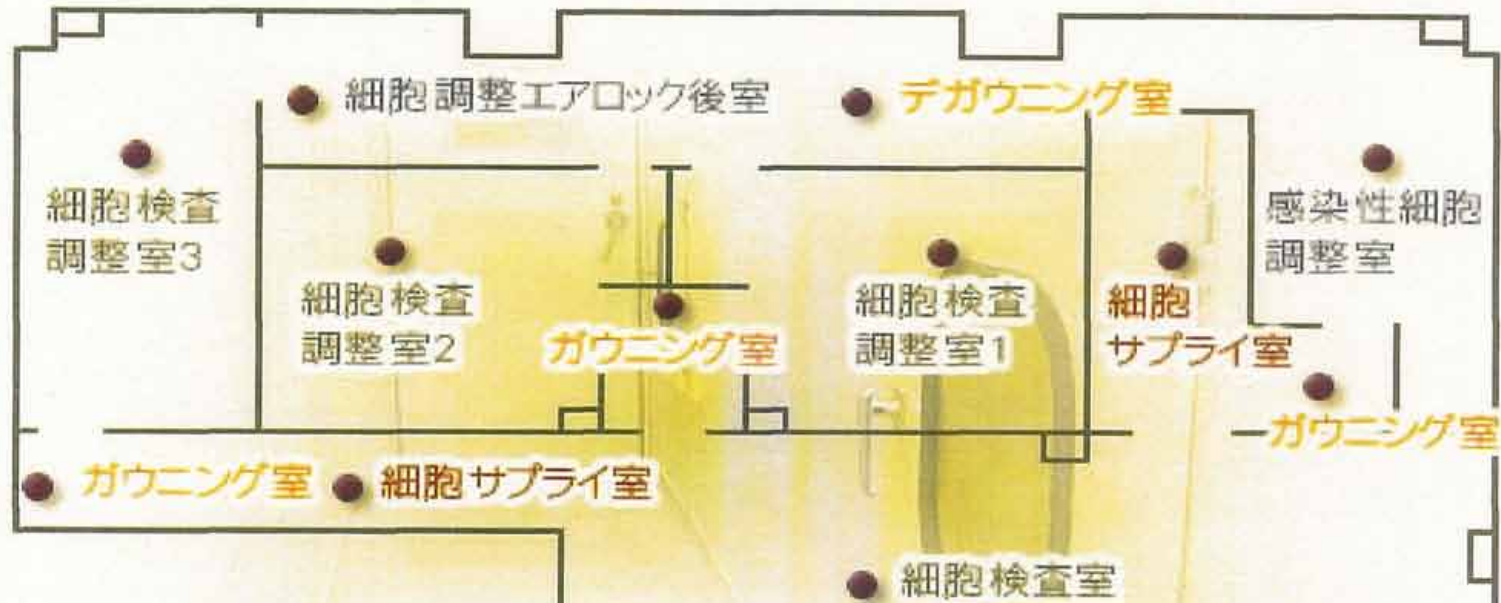 細胞調整エアロック後室
デガウニング室
細胞検査
調整室3
感染性細胞
調整室
細胞検査
調整室2
ガウニング室
細胞検査
調整室1
細胞
サプライ室
ガウニング室
ガウニング室
細胞サプライ室
細胞検査室